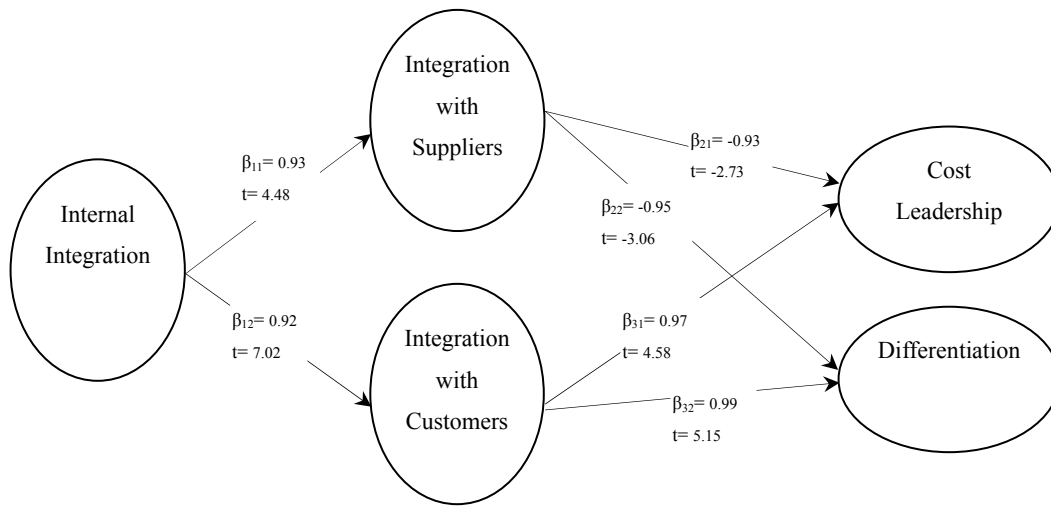 Integration
with
Suppliers
β₂₁= -0.93
t= -2.73
Cost
Leadership
β₁₁= 0.93
t= 4.48
β₂₂= -0.95
t= -3.06
Internal
Integration
β₁₂= 0.92
t= 7.02
Integration
with
Customers
β₃₁= 0.97
t= 4.58
Differentiation
β₃₂= 0.99
t= 5.15